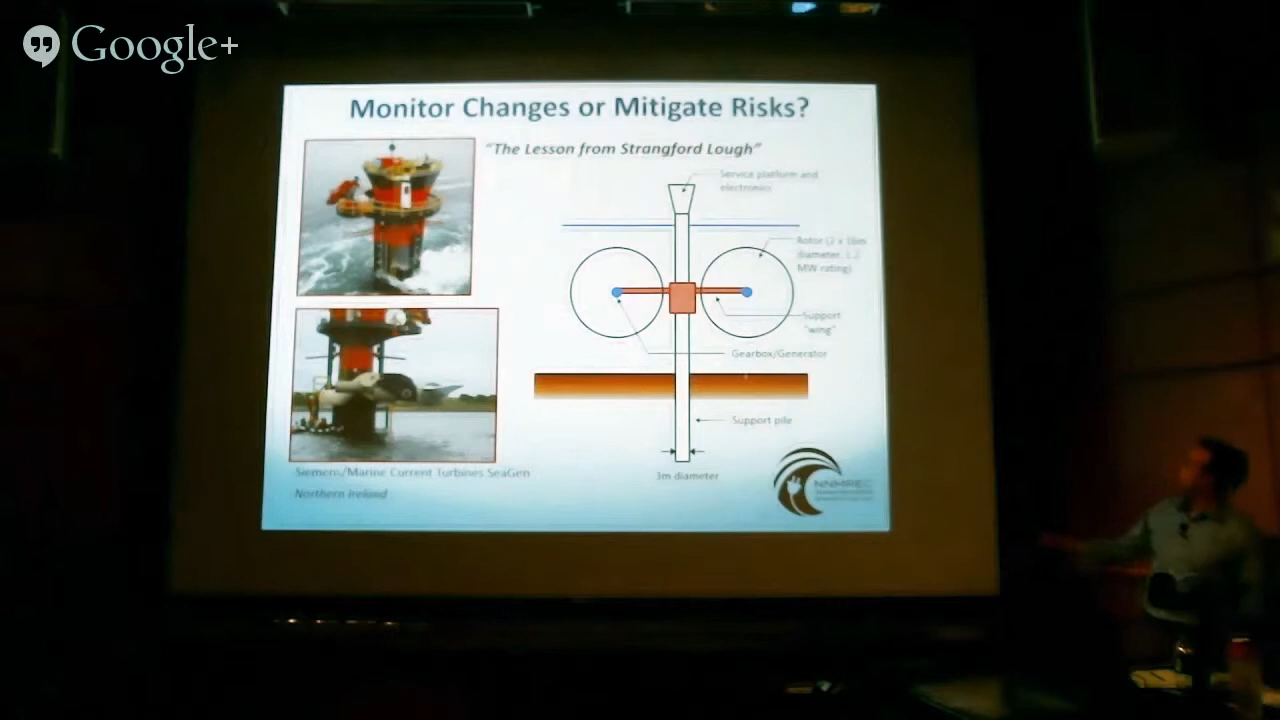 Google+
Monitor Changes or Mitigate Risks?
"The Lesson from Strangford Lough"
Service platform and
electronics
Rotor (2 x 16m
diameter, 1.2
MW rating)
Support
"wing"
Gearbox/Generator
Support pile
3m diameter
Siemens/Marine Current Turbines SeaGen
Northern Ireland
NNMREC